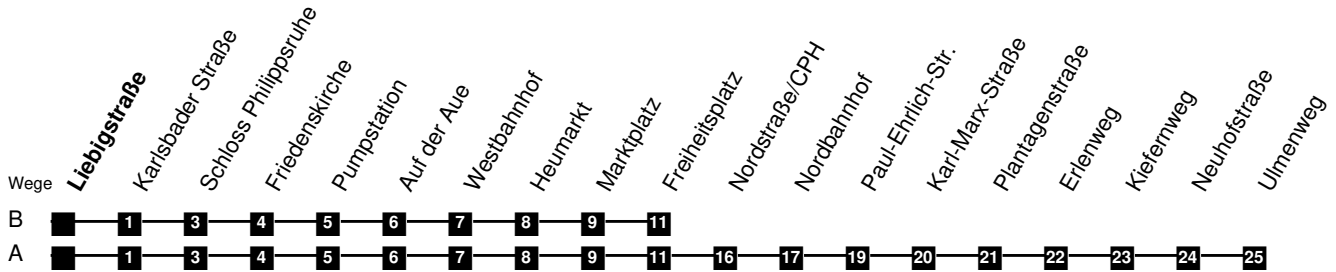 Liebigstraße
Karlsbader Straße
Schloss Philippsruhe
Friedenskirche
Pumpstation
Auf der Aue
Westbahnhof
Heumarkt
Marktplatz
Freiheitsplatz
Nordstraße/CPH
Nordbahnhof
Paul-Ehrlich-Str.
Karl-Marx-Straße
Plantagenstraße
Erlenweg
Kiefernweg
Neuhofstraße
Ulmenweg
Wege
B 1 3 4 5 6 7 8 9 11
A 1 3 4 5 6 7 8 9 11 16 17 19 20 21 22 23 24 25